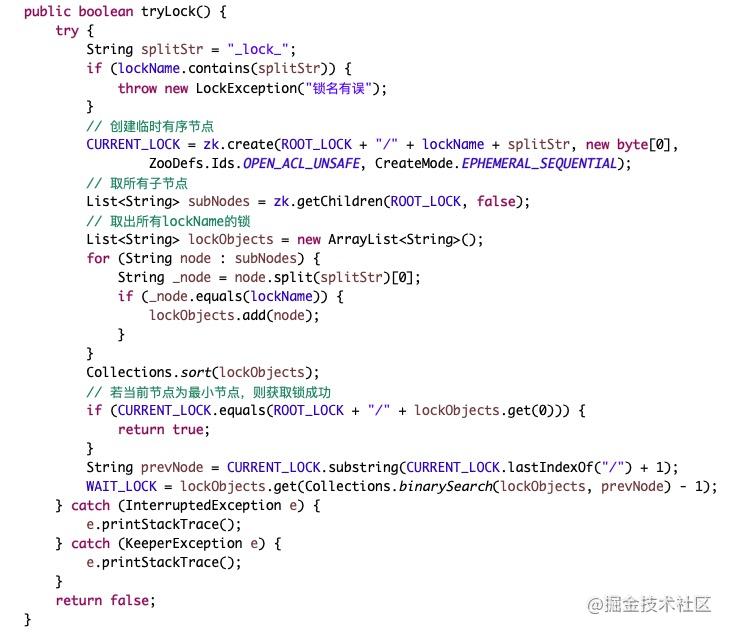 public boolean tryLock() {
    try {
        String splitStr = "_lock_";
        if (lockName.contains(splitStr)) {
            throw new LockException("锁名有误");
        }
        // 创建临时有序节点
        CURRENT_LOCK = zk.create(ROOT_LOCK + "/" + lockName + splitStr, new byte[0],
                ZooDefs.Ids.OPEN_ACL_UNSAFE, CreateMode.EPHEMERAL_SEQUENTIAL);
        // 取所有子节点
        List<String> subNodes = zk.getChildren(ROOT_LOCK, false);
        // 取出所有lockName的锁
        List<String> lockObjects = new ArrayList<String>();
        for (String node : subNodes) {
            String _node = node.split(splitStr)[0];
            if (_node.equals(lockName)) {
                lockObjects.add(node);
            }
        }
        Collections.sort(lockObjects);
        // 若当前节点为最小节点，则获取锁成功
        if (CURRENT_LOCK.equals(ROOT_LOCK + "/" + lockObjects.get(0))) {
            return true;
        }
        String prevNode = CURRENT_LOCK.substring(CURRENT_LOCK.lastIndexOf("/") + 1);
        WAIT_LOCK = lockObjects.get(Collections.binarySearch(lockObjects, prevNode) - 1);
    } catch (InterruptedException e) {
        e.printStackTrace();
    } catch (KeeperException e) {
        e.printStackTrace();
    }
    return false;
}
@掘金技术社区